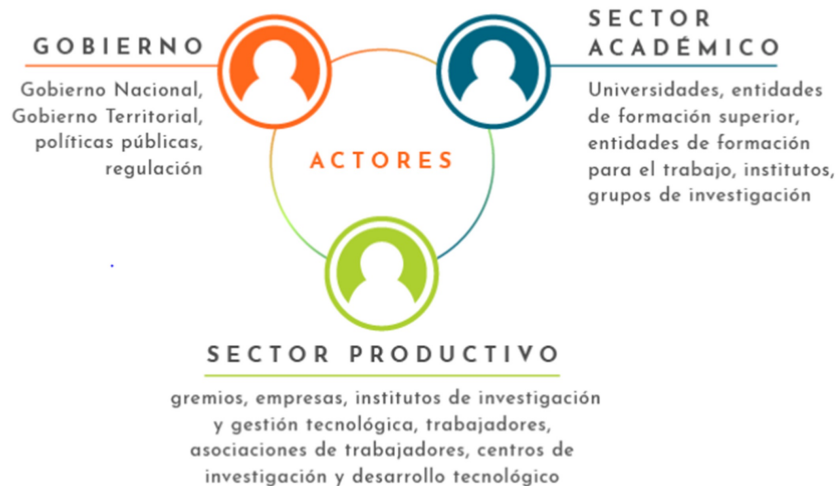 GOBIERNO
Gobierno Nacional,
Gobierno Territorial,
políticas públicas,
regulación
SECTOR
ACADÉMICO
Universidades, entidades
de formación superior,
entidades de formación
para el trabajo, institutos,
grupos de investigación
ACTORES
SECTOR PRODUCTIVO
gremios, empresas, institutos de investigación
y gestión tecnológica, trabajadores,
asociaciones de trabajadores, centros de
investigación y desarrollo tecnológico